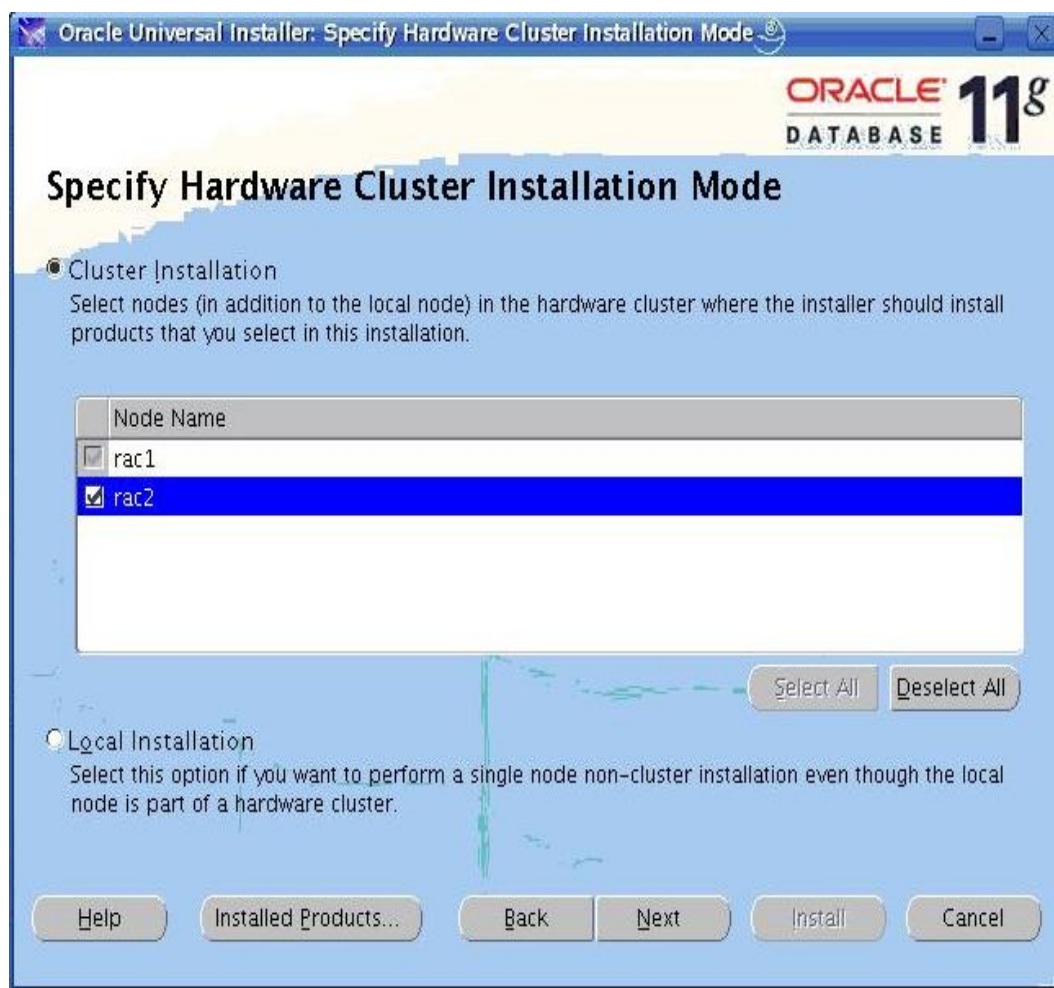 Oracle Universal Installer: Specify Hardware Cluster Installation Mode
ORACLE 11g
DATABASE
Specify Hardware Cluster Installation Mode
Cluster Installation
Select nodes (in addition to the local node) in the hardware cluster where the installer should install
products that you select in this installation.
Node Name
rac1
rac2
Select All Deselect All
Local Installation
Select this option if you want to perform a single node non-cluster installation even though the local
node is part of a hardware cluster.
Help Installed Products... Back Next Install Cancel